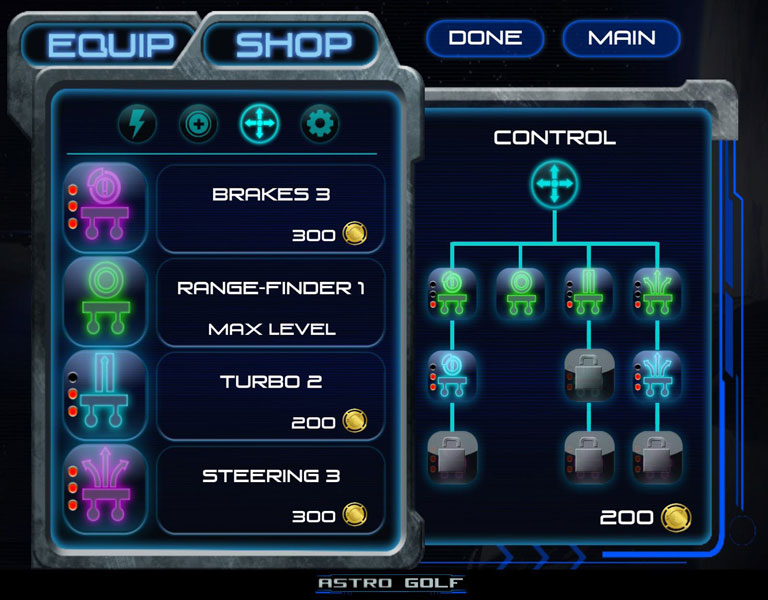 EQUIP
SHOP
DONE
MAIN
BRAKES 3
300
RANGE-FINDER 1
MAX LEVEL
TURBO 2
200
STEERING 3
300
CONTROL
200
ASTRO GOLF